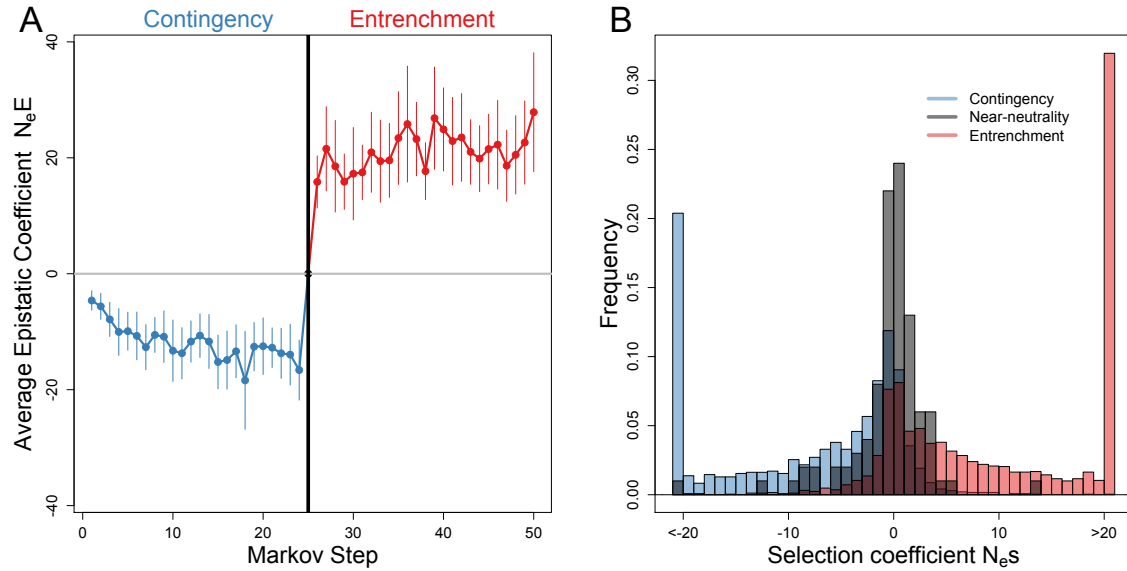 A
Contingency
Entrenchment
Average Epistatic Coefficient NₑE
40
20
0
-20
-40
0
10
20
30
40
50
Markov Step
B
Frequency
0.30
0.25
0.20
0.15
0.10
0.05
0.00
Contingency
Near-neutrality
Entrenchment
<-20
-10
0
10
>20
Selection coefficient Nₑs